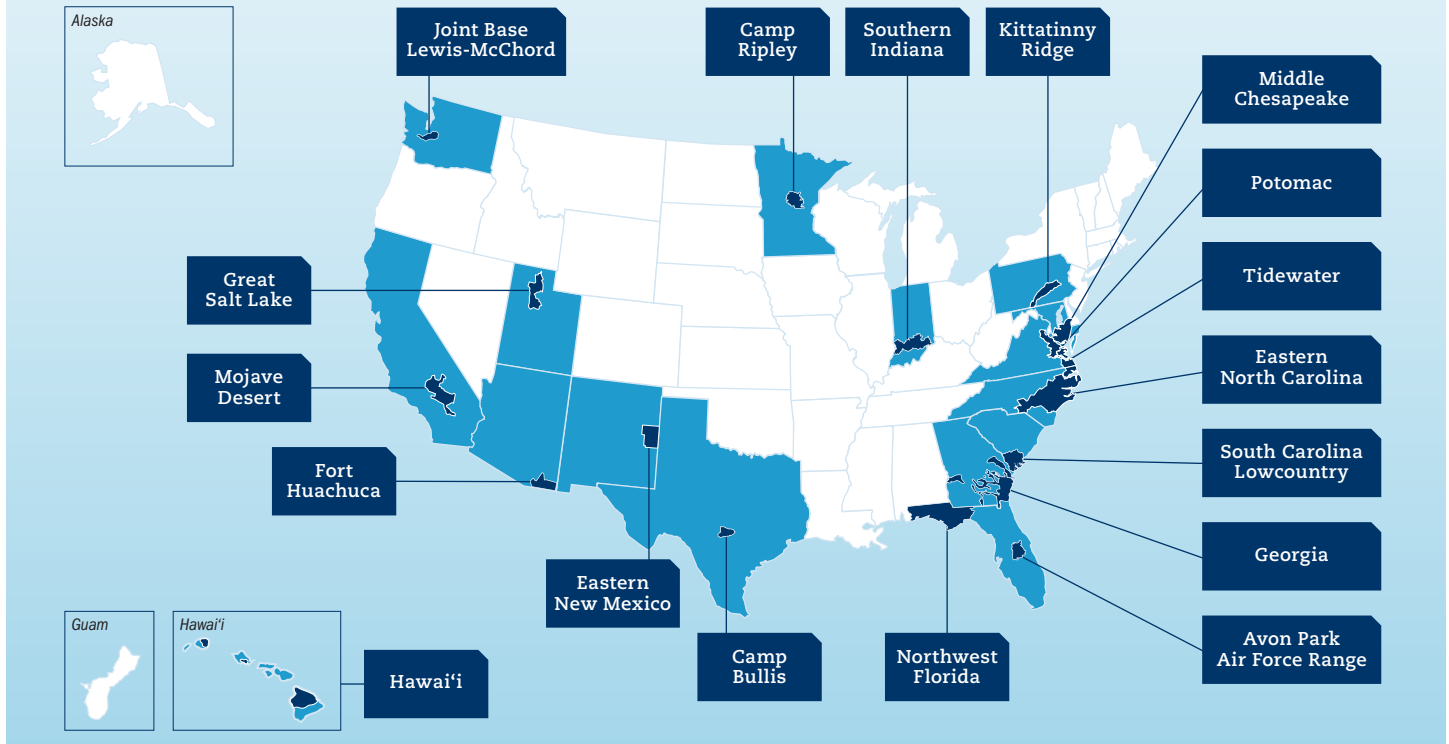 Alaska
Joint Base
Lewis-McChord
Camp
Ripley
Southern
Indiana
Kittatinny
Ridge
Middle
Chesapeake
Potomac
Tidewater
Eastern
North Carolina
South Carolina
Lowcountry
Georgia
Avon Park
Air Force Range
Great
Salt Lake
Mojave
Desert
Fort
Huachuca
Eastern
New Mexico
Camp
Bullis
Northwest
Florida
Guam
Hawai‘i
Hawai‘i